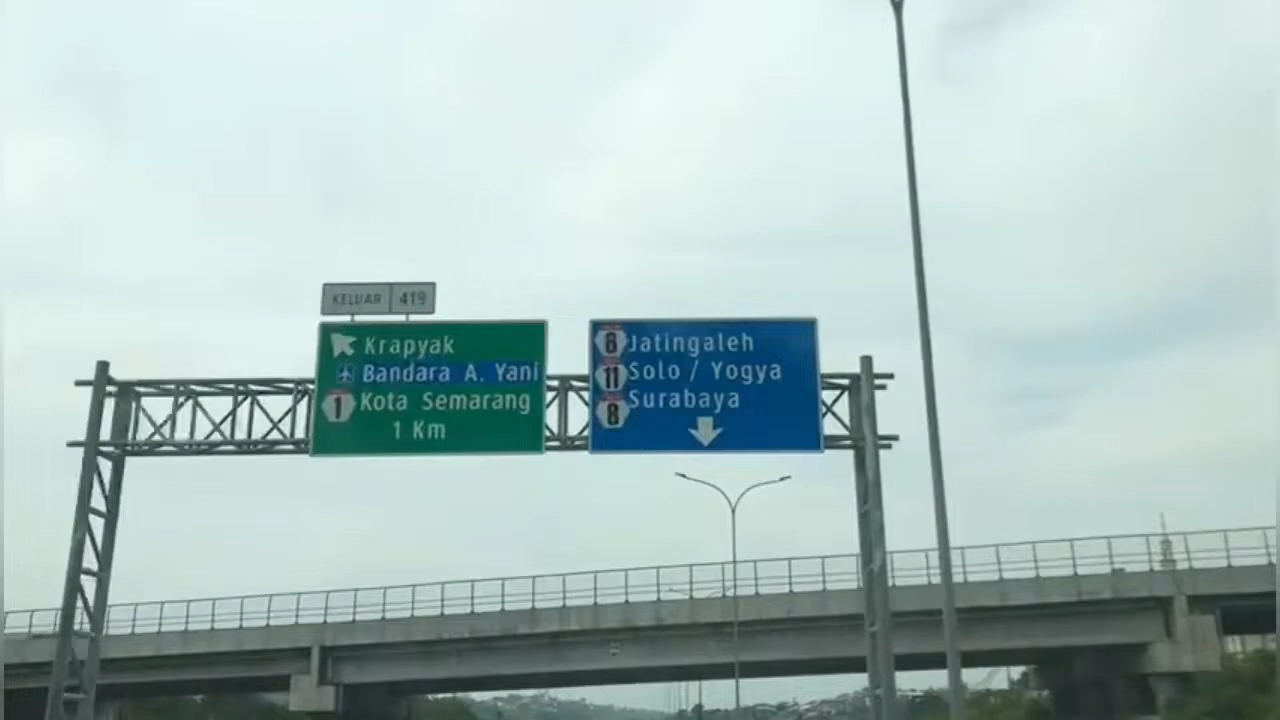 KELUAR 419
Krapyak
Bandara A. Yani
1 Kota Semarang
1 Km
8 Jatingaleh
11 Solo / Yogya
8 Surabaya